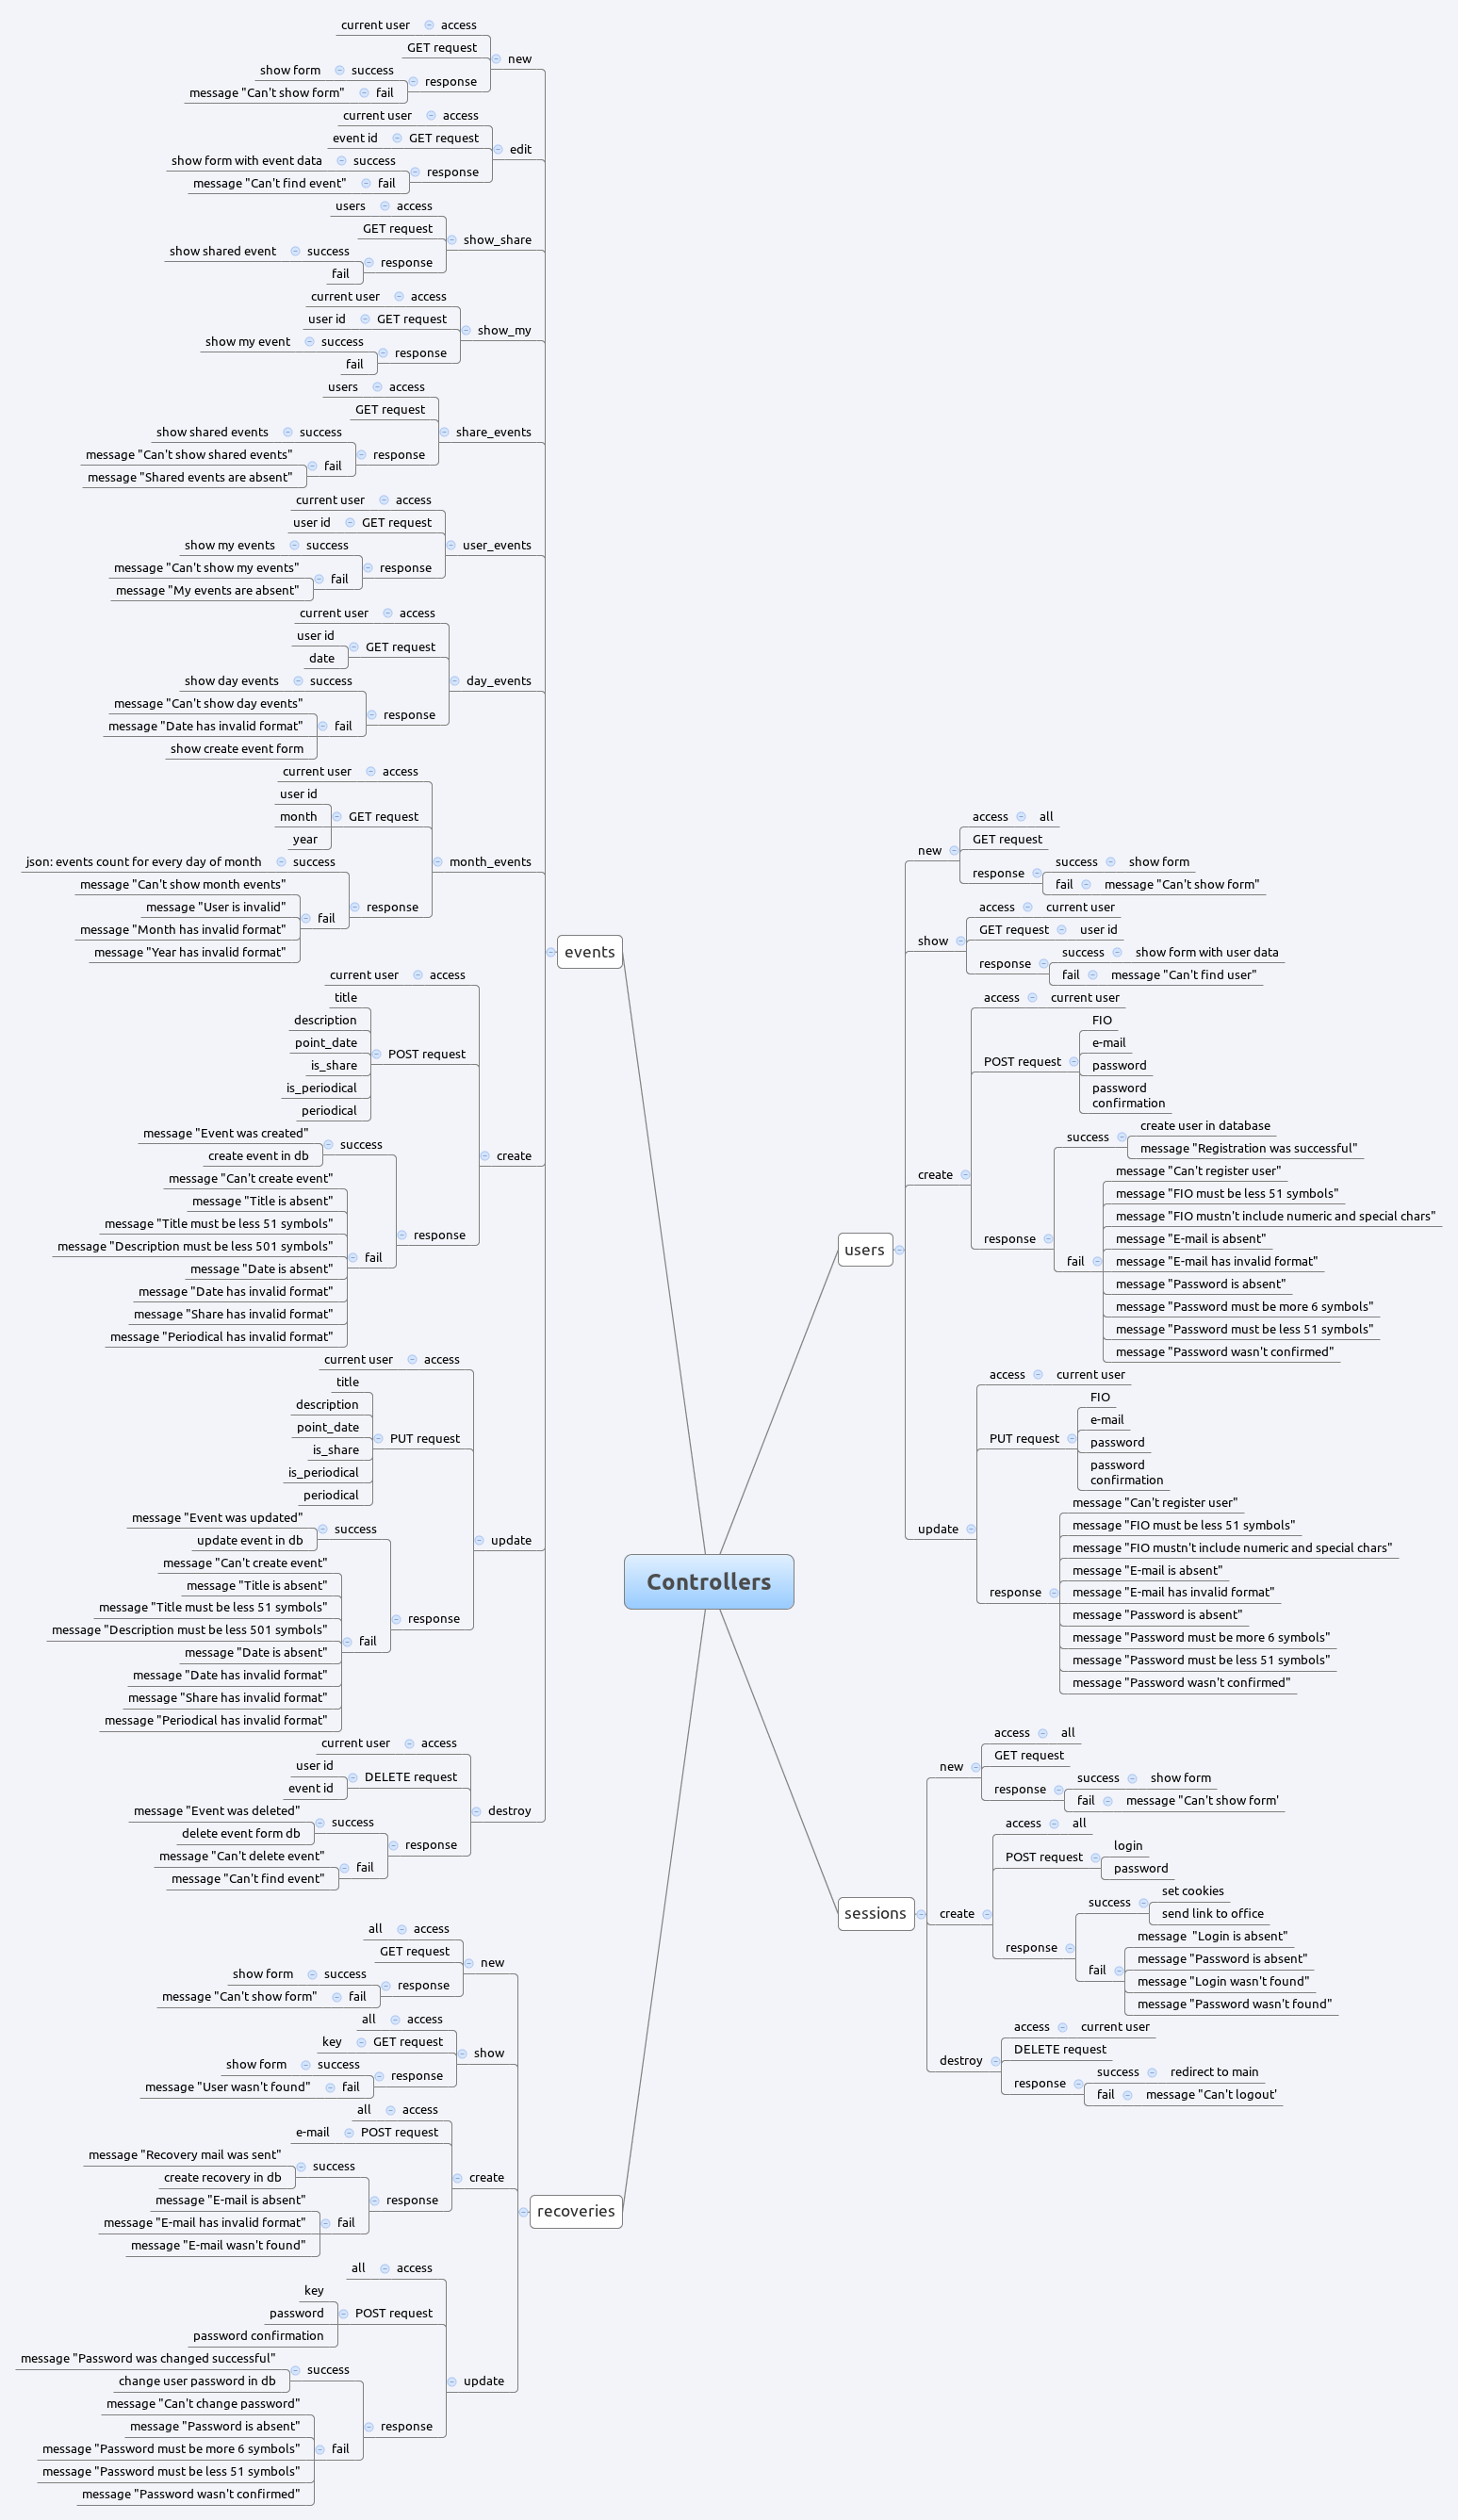 Controllers
events
new
access
current user
GET request
response
success
show form
fail
message "Can't show form"
edit
access
current user
GET request
event id
response
success
show form with event data
fail
message "Can't find event"
show_share
access
users
GET request
response
success
show shared event
fail
show_my
access
current user
GET request
user id
response
success
show my event
fail
share_events
access
users
GET request
response
success
show shared events
fail
message "Can't show shared events"
message "Shared events are absent"
user_events
access
current user
GET request
user id
response
success
show my events
fail
message "Can't show my events"
message "My events are absent"
day_events
access
current user
GET request
user id
date
response
success
show day events
fail
message "Can't show day events"
message "Date has invalid format"
show create event form
month_events
access
current user
GET request
user id
month
year
response
success
json: events count for every day of month
fail
message "Can't show month events"
message "User is invalid"
message "Month has invalid format"
message "Year has invalid format"
create
access
current user
POST request
title
description
point_date
is_share
is_periodical
periodical
response
success
message "Event was created"
create event in db
fail
message "Can't create event"
message "Title is absent"
message "Title must be less 51 symbols"
message "Description must be less 501 symbols"
message "Date is absent"
message "Date has invalid format"
message "Share has invalid format"
message "Periodical has invalid format"
update
access
current user
PUT request
title
description
point_date
is_share
is_periodical
periodical
response
success
message "Event was updated"
update event in db
fail
message "Can't create event"
message "Title is absent"
message "Title must be less 51 symbols"
message "Description must be less 501 symbols"
message "Date is absent"
message "Date has invalid format"
message "Share has invalid format"
message "Periodical has invalid format"
destroy
access
current user
DELETE request
user id
event id
response
success
message "Event was deleted"
delete event form db
fail
message "Can't delete event"
message "Can't find event"
recoveries
new
access
all
GET request
response
success
show form
fail
message "Can't show form"
show
access
all
GET request
key
response
success
show form
fail
message "User wasn't found"
create
access
all
POST request
e-mail
response
success
message "Recovery mail was sent"
create recovery in db
fail
message "E-mail is absent"
message "E-mail has invalid format"
message "E-mail wasn't found"
update
access
all
POST request
key
password
password confirmation
response
success
message "Password was changed successful"
change user password in db
fail
message "Can't change password"
message "Password is absent"
message "Password must be more 6 symbols"
message "Password must be less 51 symbols"
message "Password wasn't confirmed"
users
new
access
all
GET request
response
success
show form
fail
message "Can't show form"
show
access
current user
GET request
user id
response
success
show form with user data
fail
message "Can't find user"
create
access
current user
POST request
FIO
e-mail
password
password
confirmation
response
success
create user in database
message "Registration was successful"
fail
message "Can't register user"
message "FIO must be less 51 symbols"
message "FIO mustn't include numeric and special chars"
message "E-mail is absent"
message "E-mail has invalid format"
message "Password is absent"
message "Password must be more 6 symbols"
message "Password must be less 51 symbols"
message "Password wasn't confirmed"
update
access
current user
PUT request
FIO
e-mail
password
password
confirmation
response
message "Can't register user"
message "FIO must be less 51 symbols"
message "FIO mustn't include numeric and special chars"
message "E-mail is absent"
message "E-mail has invalid format"
message "Password is absent"
message "Password must be more 6 symbols"
message "Password must be less 51 symbols"
message "Password wasn't confirmed"
sessions
new
access
all
GET request
response
success
show form
fail
message "Can't show form'
create
access
all
POST request
login
password
response
success
set cookies
send link to office
fail
message  "Login is absent"
message "Password is absent"
message "Login wasn't found"
message "Password wasn't found"
destroy
access
current user
DELETE request
response
success
redirect to main
fail
message "Can't logout'